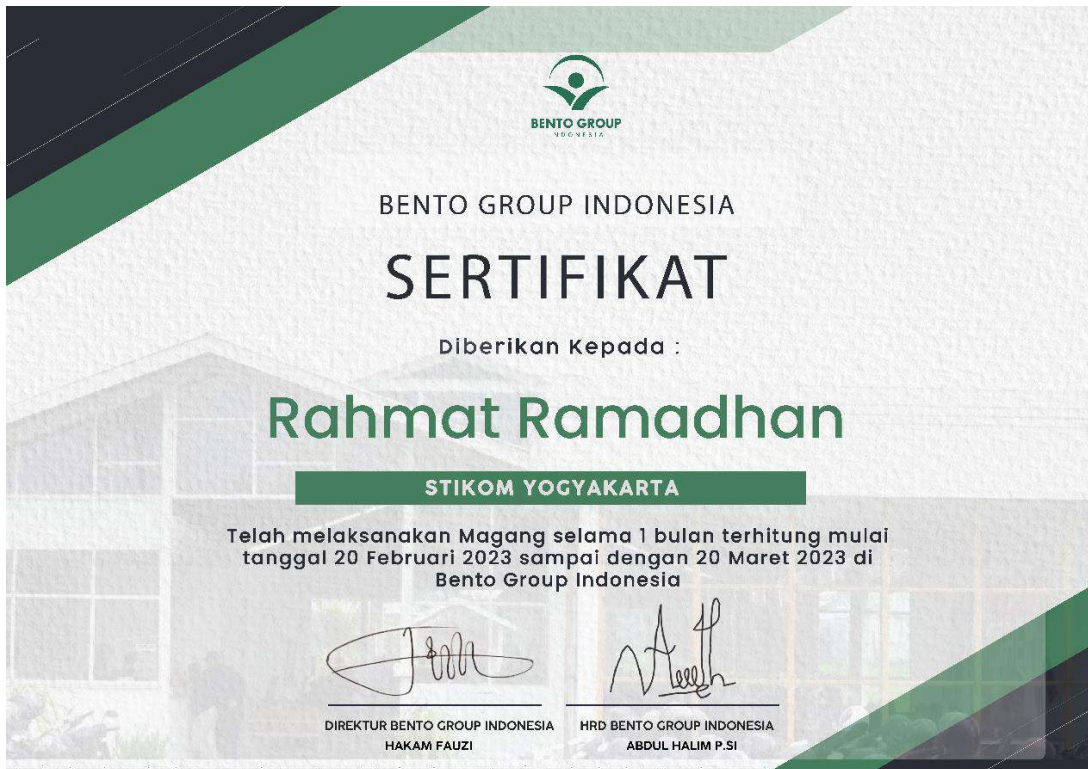 BENTO GROUP
INDONESIA
BENTO GROUP INDONESIA
SERTIFIKAT
Diberikan Kepada :
Rahmat Ramadhan
STIKOM YOGYAKARTA
Telah melaksanakan Magang selama 1 bulan terhitung mulai
tanggal 20 Februari 2023 sampai dengan 20 Maret 2023 di
Bento Group Indonesia
DIREKTUR BENTO GROUP INDONESIA
HAKAM FAUZI
HRD BENTO GROUP INDONESIA
ABDUL HALIM P.SI